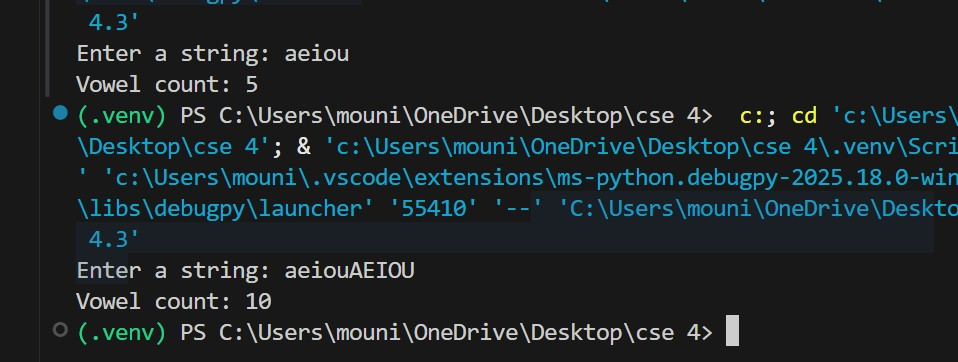 4.3'
Enter a string: aeiou
Vowel count: 5
(.venv) PS C:\Users\mouni\OneDrive\Desktop\cse 4>  c:; cd 'c:\Users\
\Desktop\cse 4'; & 'c:\Users\mouni\OneDrive\Desktop\cse 4\.venv\Scri
' 'c:\Users\mouni\.vscode\extensions\ms-python.debugpy-2025.18.0-win
\libs\debugpy\launcher' '55410' '--' 'C:\Users\mouni\OneDrive\Deskto
4.3'
Enter a string: aeiouAEIOU
Vowel count: 10
(.venv) PS C:\Users\mouni\OneDrive\Desktop\cse 4>